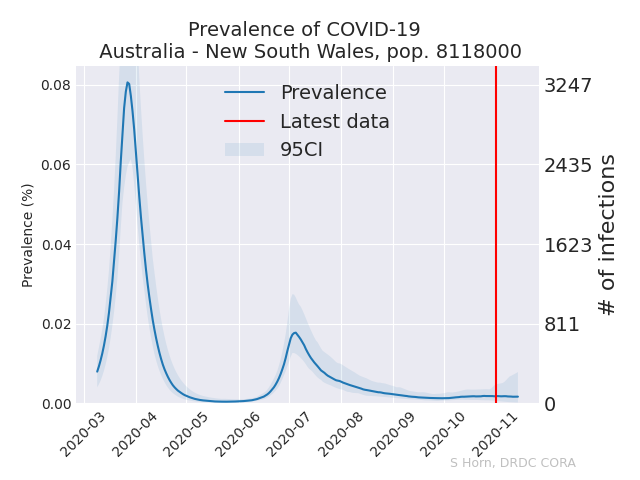 Prevalence of COVID-19
Australia - New South Wales, pop. 8118000
Prevalence
Latest data
95CI
Prevalence (%)
0.08
0.06
0.04
0.02
0.00
3247
2435
1623
811
0
# of infections
2020-03
2020-04
2020-05
2020-06
2020-07
2020-08
2020-09
2020-10
2020-11
S Horn, DRDC CORA